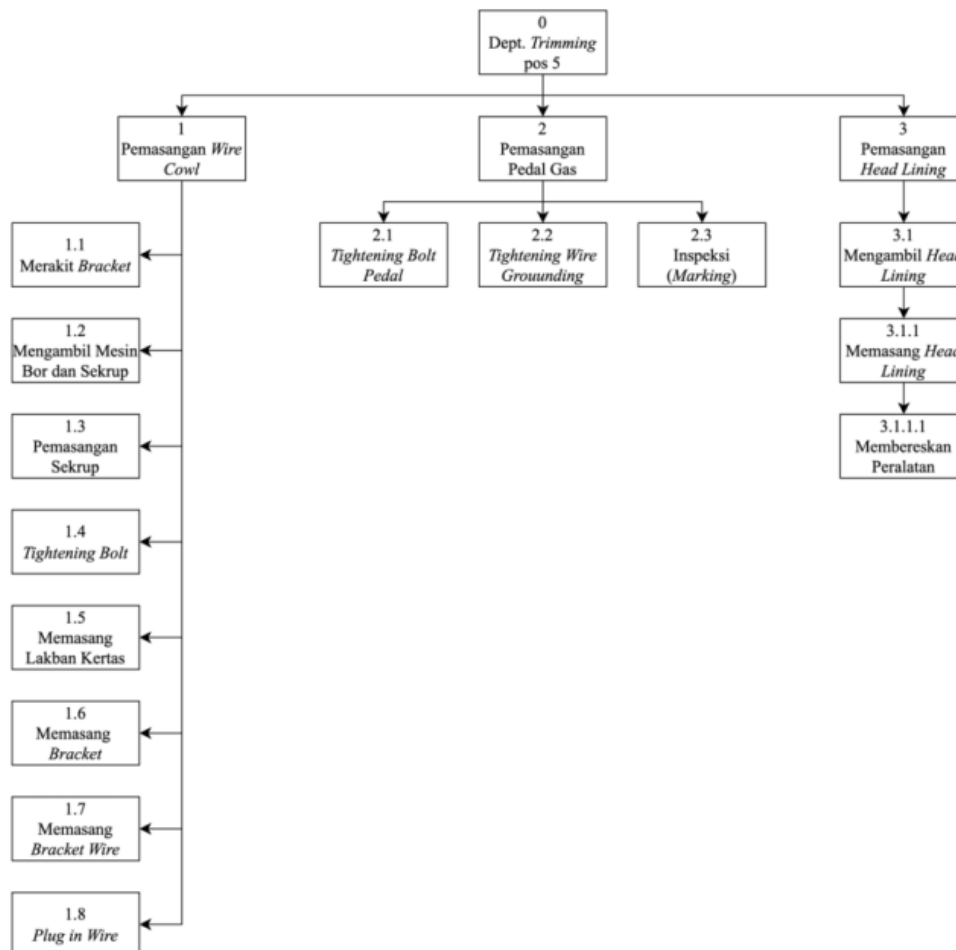 0
Dept. Trimming
pos 5
1
Pemasangan Wire
Cowl
2
Pemasangan
Pedal Gas
3
Pemasangan
Head Lining
1.1
Merakit Bracket
1.2
Mengambil Mesin
Bor dan Sekrup
1.3
Pemasangan
Sekrup
1.4
Tightening Bolt
1.5
Memasang
Lakban Kertas
1.6
Memasang
Bracket
1.7
Memasang
Bracket Wire
1.8
Plug in Wire
2.1
Tightening Bolt
Pedal
2.2
Tightening Wire
Grouunding
2.3
Inspeksi
(Marking)
3.1
Mengambil Head
Lining
3.1.1
Memasang Head
Lining
3.1.1.1
Membereskan
Peralatan